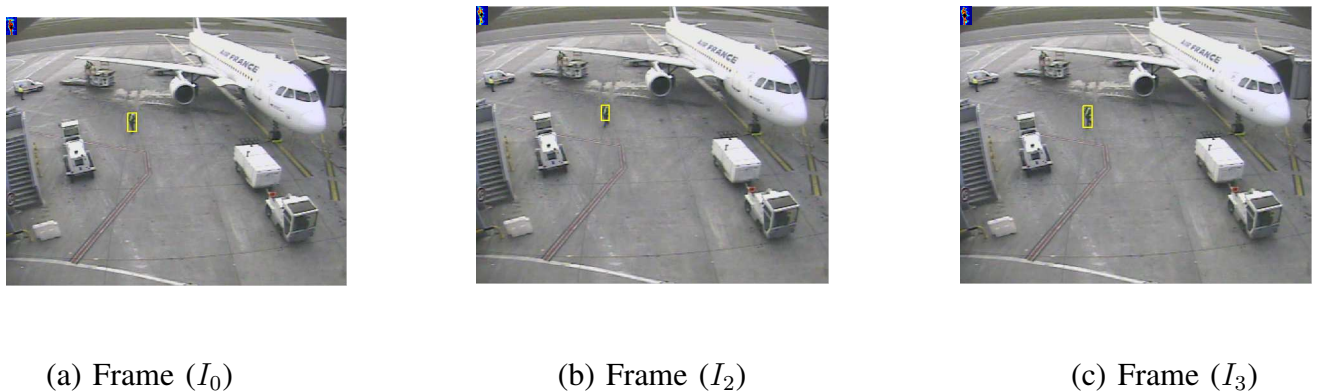 AIR FRANCE
AIR FRANCE
AIR FRANCE
(a) Frame (I₀)
(b) Frame (I₂)
(c) Frame (I₃)